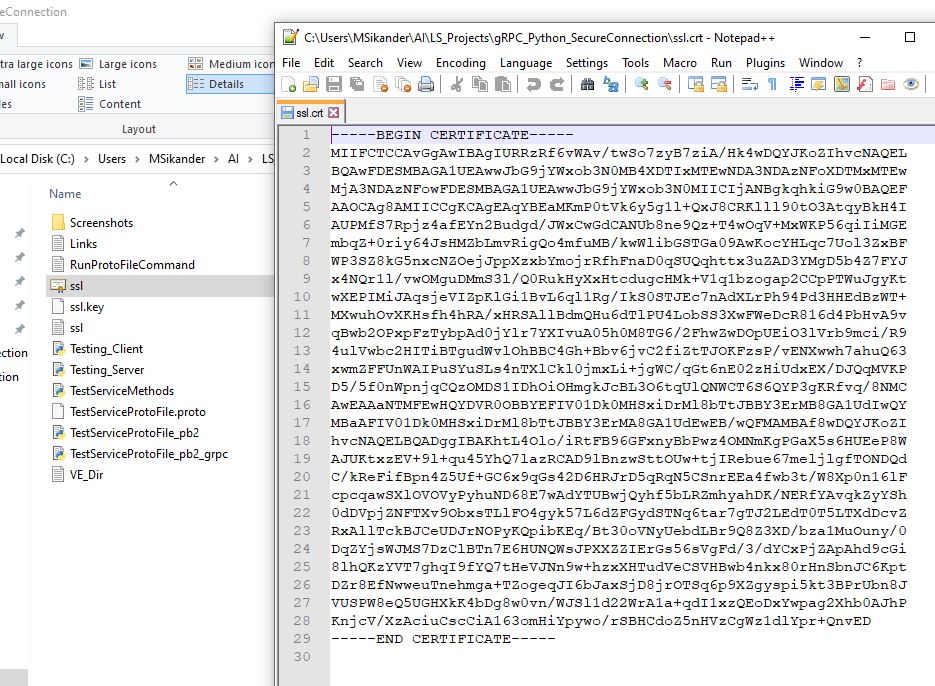 eConnection
C:\Users\MSikander\AI\LS_Projects\gRPC_Python_SecureConnection\ssl.crt - Notepad++
File Edit Search View Encoding Language Settings Tools Macro Run Plugins Window ?
tra large icons Large icons Medium icon
mall icons List Details
es Content
Layout
ssl.crt
Local Disk (C:) > Users > MSikander > AI > LS
Name
Screenshots
Links
RunProtoFileCommand
ssl
ssl.key
ssl
Testing_Client
Testing_Server
TestServiceMethods
TestServiceProtoFile.proto
TestServiceProtoFile_pb2
TestServiceProtoFile_pb2_grpc
VE_Dir
ection
tion
1 -----BEGIN CERTIFICATE-----
2 MIIFCTCCAvGgAwIBAgIURRzRf6vWAv/twSo7zyB7ziA/Hk4wDQYJKoZIhvcNAQEL
3 BQAwFDESMBAGA1UEAwwJbG9jYWxob3N0MB4XDTIxMTEwNDA3NDAzNFoXDTMxMTEw
4 MjA3NDAzNFowFDESMBAGA1UEAwwJbG9jYWxob3N0MIICIjANBgkqhkiG9w0BAQEF
5 AAOCAg8AMIICCgKCAgEAqYBEaMKmP0tVk6y5g1l+QxJ8CRKlll90tO3AtqyBkH4I
6 AUPMfS7Rpjz4afEYn2Budgd/JWxCwGdCANUb8ne9Qz+T4wOqV+MxWKP56qiIiMGE
7 mbqZ+0riy64JsHMZbLmvRigQo4mfuMB/kwWlibGSTGa09AwKocYHLqc7Uol3ZxBF
8 WP3SZ8kG5nxcNZOejJppXzxbYmojrRfhFnaD0qSUQqhttx3uZAD3YMgD5b4Z7FYJ
9 x4NQr1l/vwOMguDMmS3l/Q0RukHyXxHtcdugcHMk+V1q1bzogap2CCpPTWuJgyKt
10 wXEPIMiJAqsjeVIZpKlGi1BvL6ql1Rg/IkS0STJEc7nAdXLrPh94Pd3HHEdBzWT+
11 MXwuhOvXKHsfh4hRA/xHRSAllBdmQHu6dTlPU4LobSS3XwFWeDcR8l6d4PbHvA9v
12 qBwb2OPxpFzTybpAd0jYlr7YXIvuA05h0M8TG6/2FhwZwDOpUEiO3lVrb9mci/R9
13 4ulVwbc2HITiBTgudWvlOhBBC4Gh+Bbv6jvC2fiZtTJOKFzsP/vENXwwh7ahuQ63
14 xwmZFFUnWAIPuSYuSLs4nTXlCkl0jmxLi+jgWC/qGt6nE02zHiUdxEX/DJQqMVKP
15 D5/5f0nWpnjqCQzOMDS1IDhOiOHmgkJcBL3O6tqUlQNWCT6S6QYP3gKRfvq/8NMC
16 AwEAAaNTMFEwHQYDVR0OBBYEFIV01Dk0MHSxiDrMl8bTtJBBY3ErMB8GA1UdIwQY
17 MBaAFIV01Dk0MHSxiDrMl8bTtJBBY3ErMA8GA1UdEwEB/wQFMAMBAf8wDQYJKoZI
18 hvcNAQELBQADggIBAKhtL4Olo/iRtFB96GFxnyBbPwz4OMNmKgPGaX5s6HUEeP8W
19 AJUKtxzEV+9l+qu45YhQ7lazRCAD9lBnzwSttOUw+tjIRebue67meljlgfTONDQd
20 C/kReFifBpn4Z5Uf+GC6x9qGs42D6HRJrD5qRqN5CSnrEEa4fwb3t/W8Xp0n16lF
21 cpcqawSXlOVOVyPyhuND68E7wAdYTUBwjQyhf5bLRZmhyahDK/NERfYAvqkZyYSh
22 0dDVpjZNFTXv9ObxsTLlFO4gyk57L6dZFGydSTNq6tar7gTJ2LEdT0T5LTXdDcvZ
23 RxAllTckBJCeUDJrNOPyKQpibKEq/Bt30oVNyUebdLBr9Q8Z3XD/bza1MuOuny/0
24 DqZYjsWJMS7DzClBTn7E6HUNQWsJPXXZZIErGs56sVgFd/3/dYCxPjZApAhd9cGi
25 8lhQKzYVT7ghqI9fYQ7tHeVJNn9w+hzxXHTudVeCSVHBwb4nkx80rHnSbnJC6Kpt
26 DZr8EfNwweuTnehmga+TZogeqJI6bJaxSjD8jrOTSq6p9XZgyspi5kt3BPrUbn8J
27 VUSPW8eQ5UGHXkK4bDg8w0vn/WJSl1d22WrA1a+qdI1xzQEoDxYwpag2Xhb0AJhP
28 KnjcV/XzAciuCscCiA163omHiYpywo/rSBHCdoZ5nHVzCgWz1dlYpr+QnvED
29 -----END CERTIFICATE-----
30